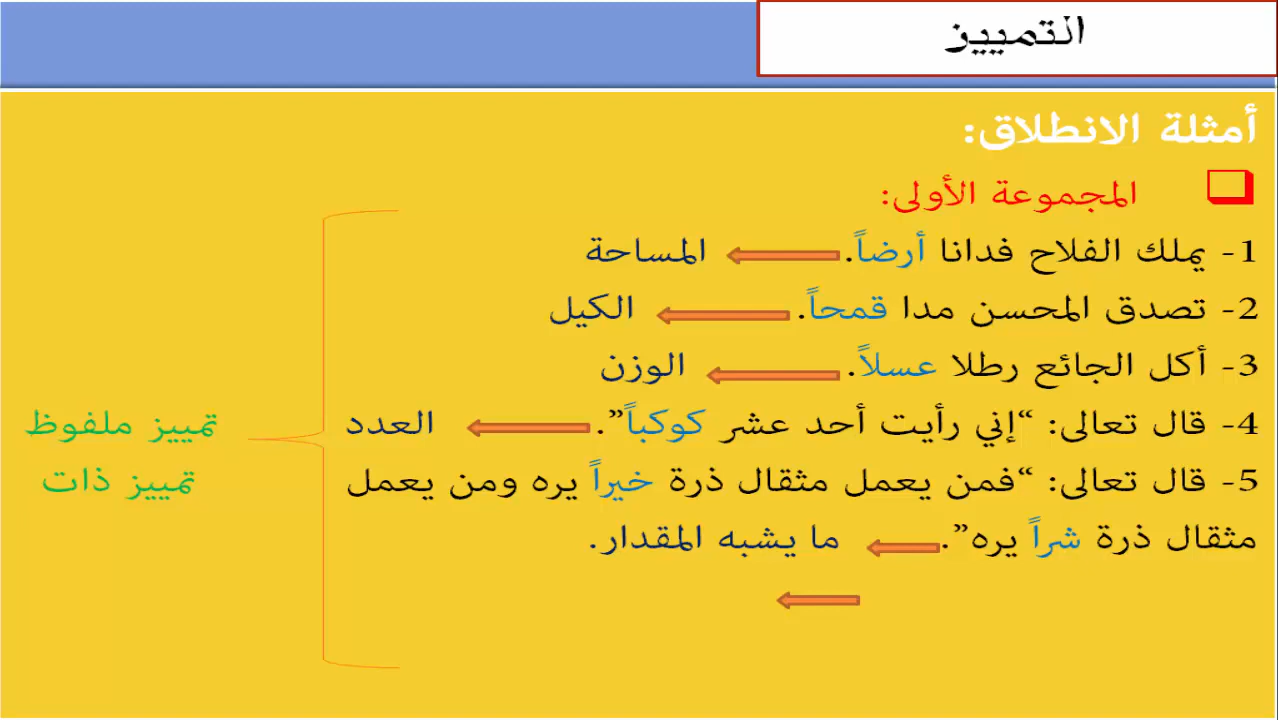 التمييز
أمثلة الانطلاق:
المجموعة الأولى:
1- يملك الفلاح فدانا أرضاً. المساحة
2- تصدق المحسن مدا قمحاً. الكيل
3- أكل الجائع رطلا عسلاً. الوزن
4- قال تعالى: “إني رأيت أحد عشر كوكباً”. العدد
5- قال تعالى: “فمن يعمل مثقال ذرة خيراً يره ومن يعمل
مثقال ذرة شراً يره”. ما يشبه المقدار.
تمييز ملفوظ
تمييز ذات